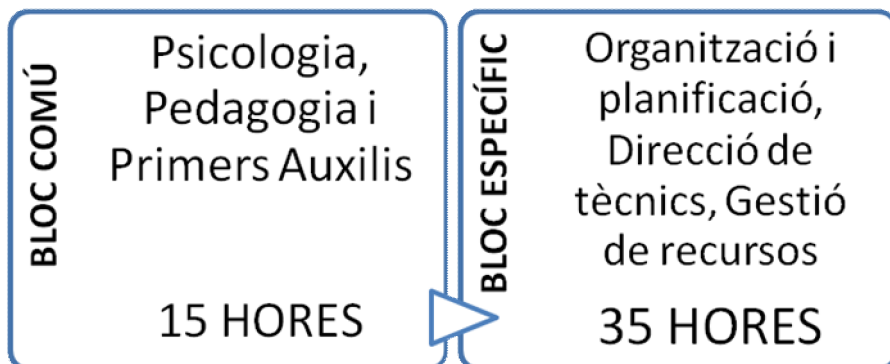 BLOC COMÚ
Psicologia,
Pedagogia i
Primers Auxilis
15 HORES
BLOC ESPECÍFIC
Organització i
planificació,
Direcció de
tècnics, Gestió
de recursos
35 HORES